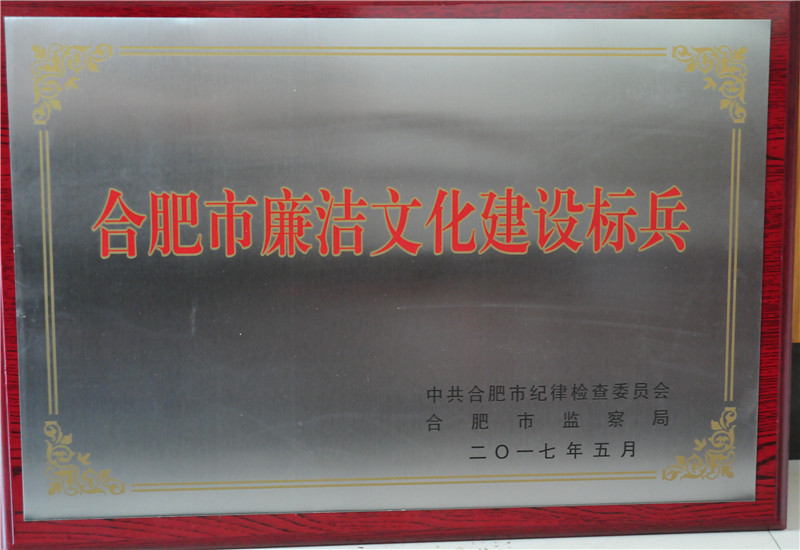 合肥市廉洁文化建设标兵
中共合肥市纪律检查委员会
合肥市监察局
二〇一七年五月